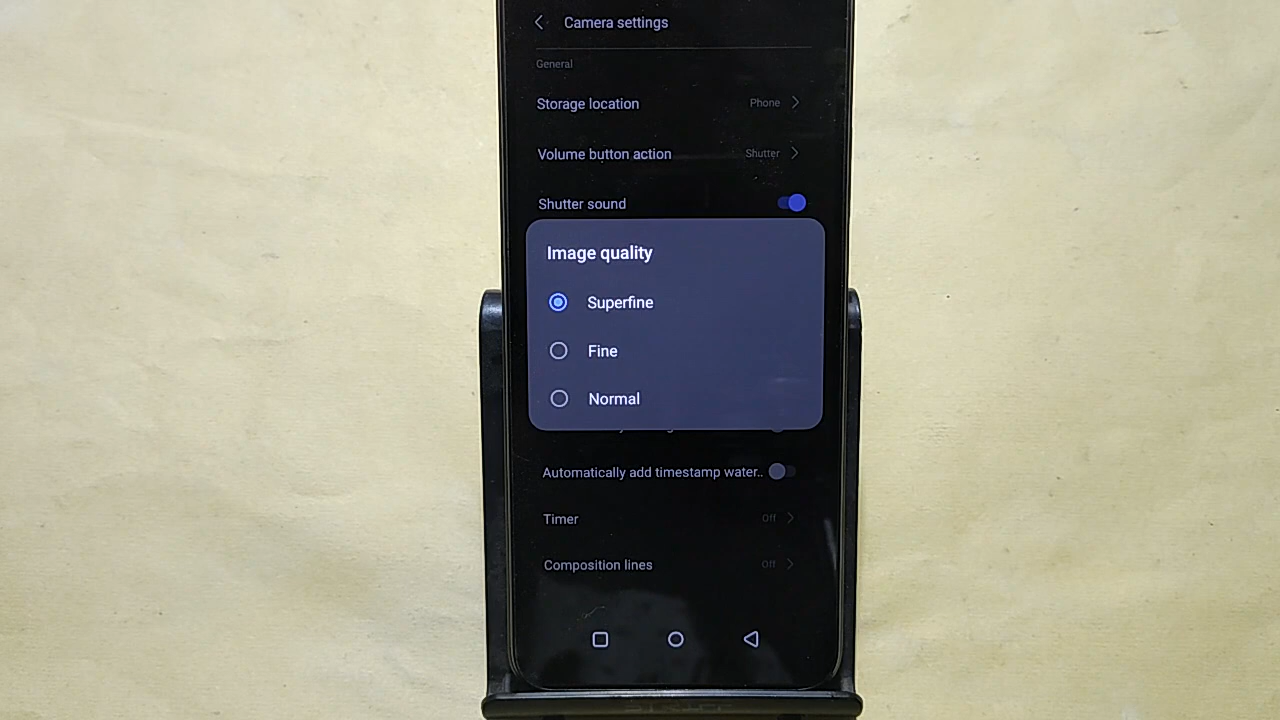 Camera settings
General
Storage location Phone
Volume button action Shutter
Shutter sound
Image quality
Superfine
Fine
Normal
Automatically add timestamp water..
Timer Off
Composition lines Off